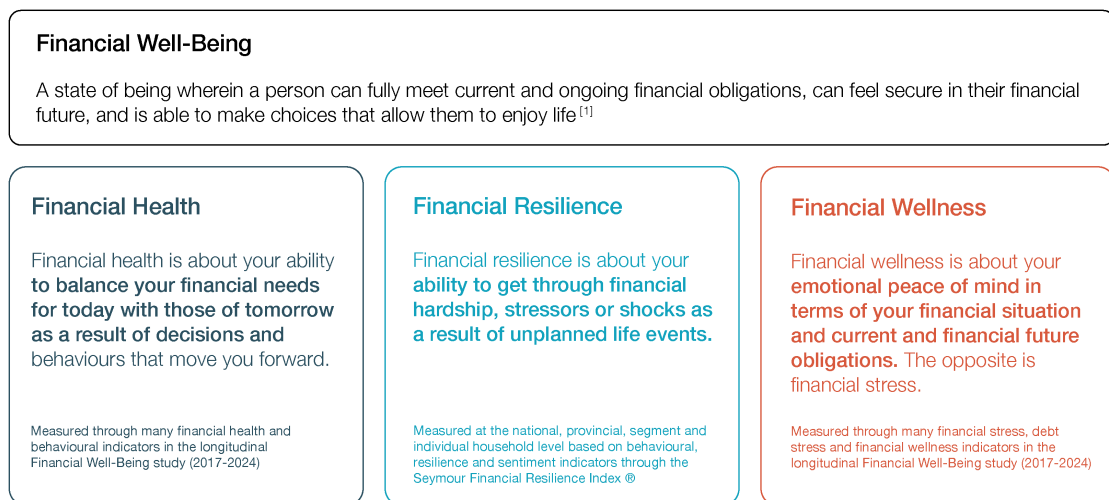 Financial Well-Being
A state of being wherein a person can fully meet current and ongoing financial obligations, can feel secure in their financial
future, and is able to make choices that allow them to enjoy life [1]
Financial Health
Financial health is about your ability
to balance your financial needs
for today with those of tomorrow
as a result of decisions and
behaviours that move you forward.
Measured through many financial health and
behavioural indicators in the longitudinal
Financial Well-Being study (2017-2024)
Financial Resilience
Financial resilience is about your
ability to get through financial
hardship, stressors or shocks as
a result of unplanned life events.
Measured at the national, provincial, segment and
individual household level based on behavioural,
resilience and sentiment indicators through the
Seymour Financial Resilience Index ®
Financial Wellness
Financial wellness is about your
emotional peace of mind in
terms of your financial situation
and current and financial future
obligations. The opposite is
financial stress.
Measured through many financial stress, debt
stress and financial wellness indicators in the
longitudinal Financial Well-Being study (2017-2024)